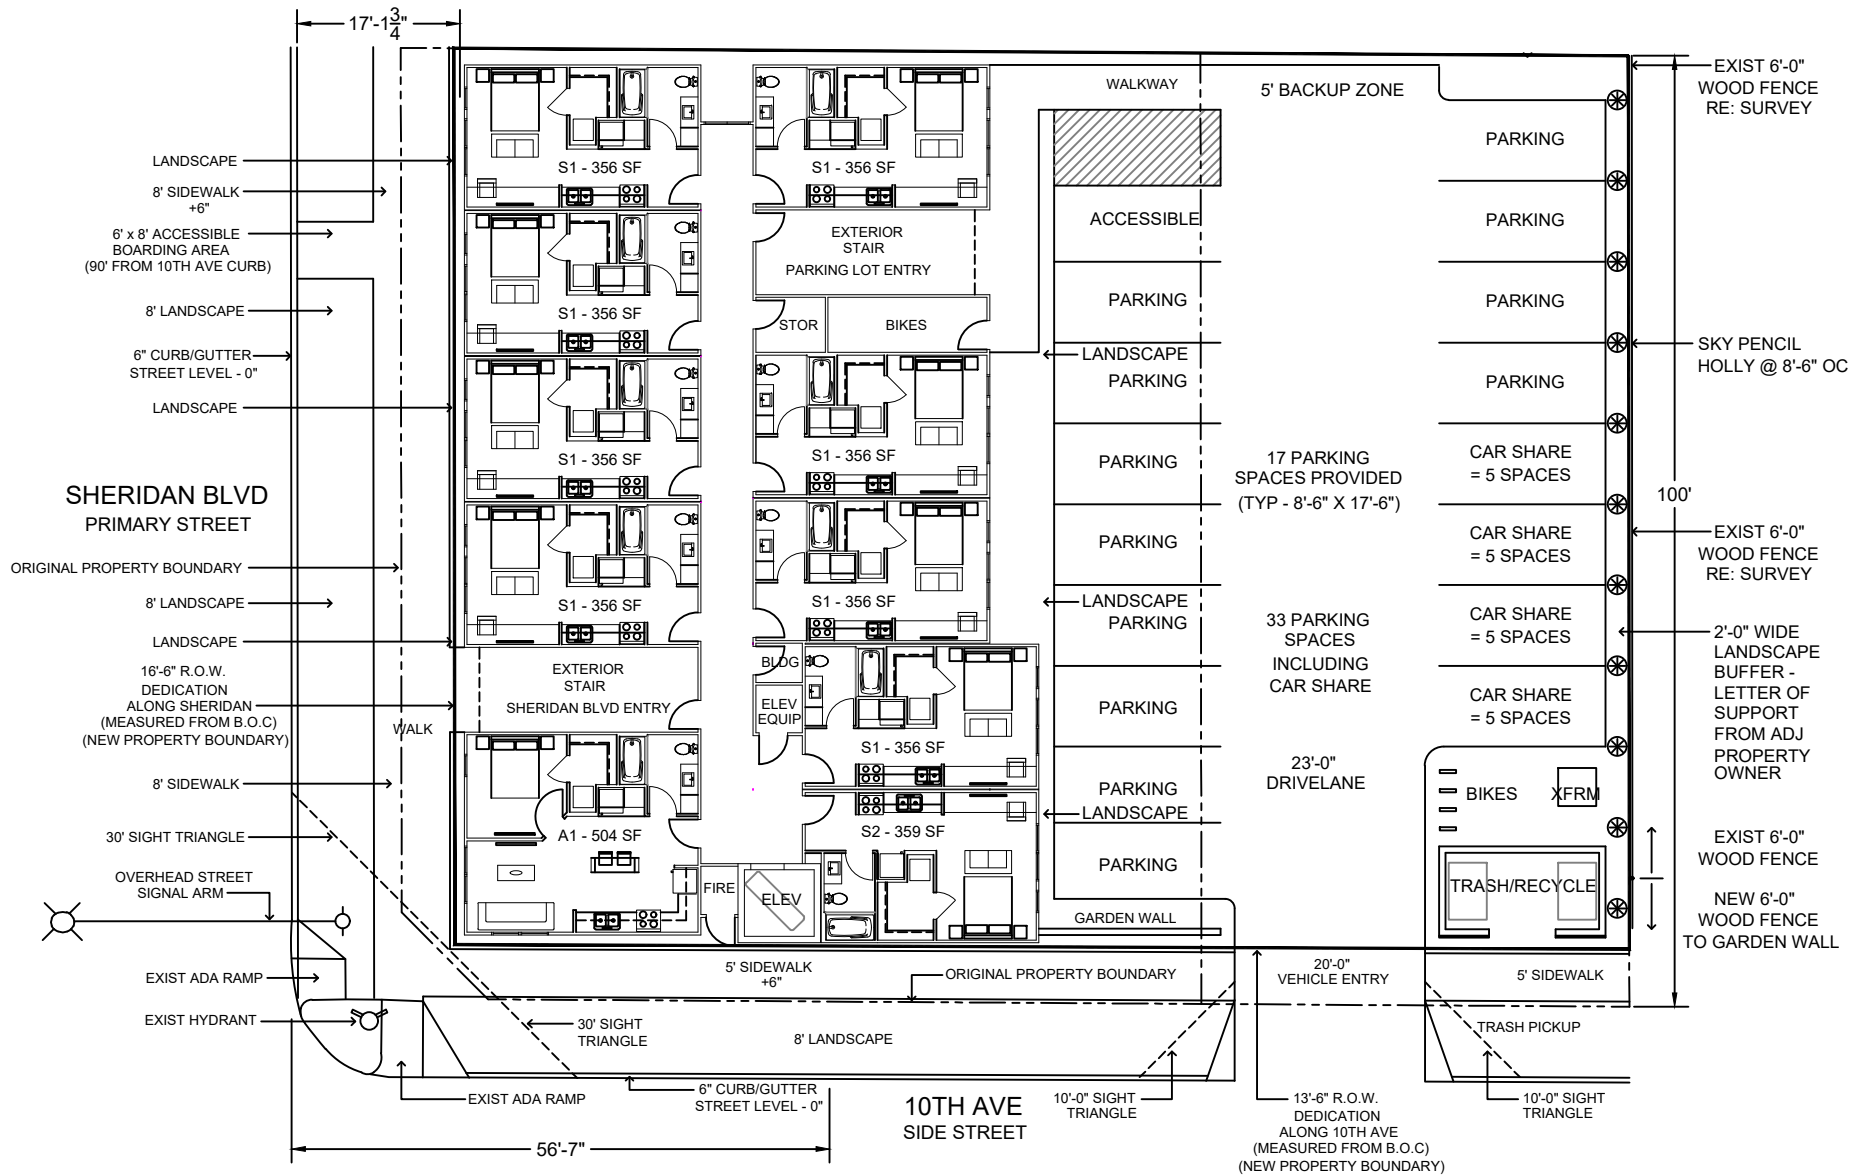 17'-1 3/4"
LANDSCAPE
8' SIDEWALK
+6"
6' x 8' ACCESSIBLE
BOARDING AREA
(90' FROM 10TH AVE CURB)
8' LANDSCAPE
6" CURB/GUTTER
STREET LEVEL - 0"
LANDSCAPE
SHERIDAN BLVD
PRIMARY STREET
ORIGINAL PROPERTY BOUNDARY
8' LANDSCAPE
LANDSCAPE
16'-6" R.O.W.
DEDICATION
ALONG SHERIDAN
(MEASURED FROM B.O.C)
(NEW PROPERTY BOUNDARY)
WALK
8' SIDEWALK
30' SIGHT TRIANGLE
OVERHEAD STREET
SIGNAL ARM
EXIST ADA RAMP
EXIST HYDRANT
S1 - 356 SF
S1 - 356 SF
S1 - 356 SF
S1 - 356 SF
EXTERIOR
STAIR
SHERIDAN BLVD ENTRY
A1 - 504 SF
S1 - 356 SF
EXTERIOR
STAIR
PARKING LOT ENTRY
STOR
BIKES
S1 - 356 SF
S1 - 356 SF
BLDG
ELEV
EQUIP
S1 - 356 SF
S2 - 359 SF
FIRE
ELEV
WALKWAY
ACCESSIBLE
PARKING
LANDSCAPE
PARKING
PARKING
PARKING
LANDSCAPE
PARKING
PARKING
PARKING
LANDSCAPE
PARKING
GARDEN WALL
5' BACKUP ZONE
17 PARKING
SPACES PROVIDED
(TYP - 8'-6" X 17'-6")
33 PARKING
SPACES
INCLUDING
CAR SHARE
23'-0"
DRIVELANE
PARKING
PARKING
PARKING
PARKING
CAR SHARE
= 5 SPACES
CAR SHARE
= 5 SPACES
CAR SHARE
= 5 SPACES
CAR SHARE
= 5 SPACES
BIKES
XFRM
TRASH/RECYCLE
EXIST 6'-0"
WOOD FENCE
RE: SURVEY
SKY PENCIL
HOLLY @ 8'-6" OC
100'
EXIST 6'-0"
WOOD FENCE
RE: SURVEY
2'-0" WIDE
LANDSCAPE
BUFFER -
LETTER OF
SUPPORT
FROM ADJ
PROPERTY
OWNER
EXIST 6'-0"
WOOD FENCE
NEW 6'-0"
WOOD FENCE
TO GARDEN WALL
5' SIDEWALK
+6"
ORIGINAL PROPERTY BOUNDARY
20'-0"
VEHICLE ENTRY
5' SIDEWALK
30' SIGHT
TRIANGLE
8' LANDSCAPE
TRASH PICKUP
EXIST ADA RAMP
6" CURB/GUTTER
STREET LEVEL - 0"
10TH AVE
SIDE STREET
10'-0" SIGHT
TRIANGLE
13'-6" R.O.W.
DEDICATION
ALONG 10TH AVE
(MEASURED FROM B.O.C)
(NEW PROPERTY BOUNDARY)
10'-0" SIGHT
TRIANGLE
56'-7"